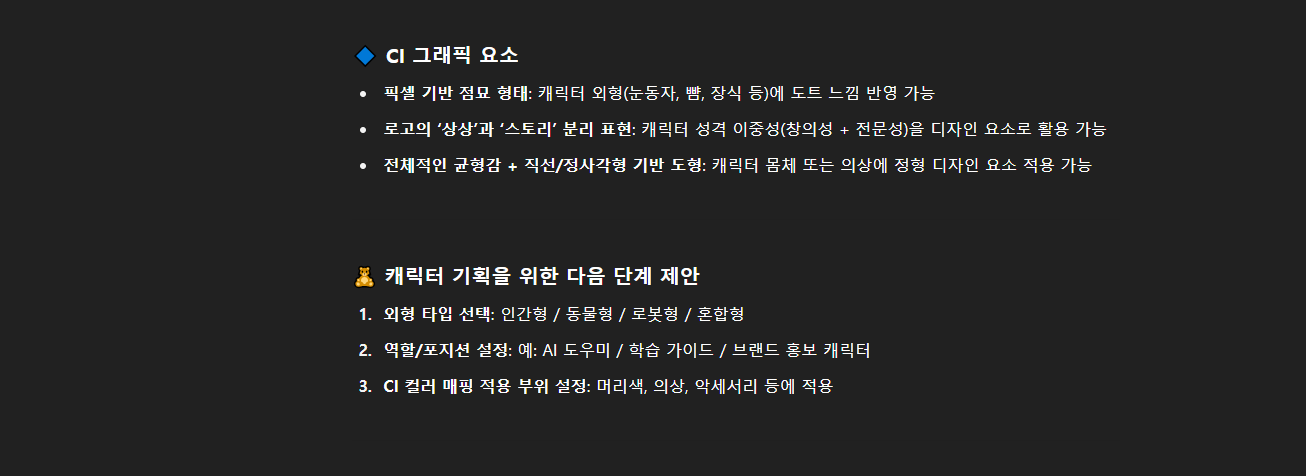 🔷 CI 그래픽 요소
• 픽셀 기반 점묘 형태: 캐릭터 외형(눈동자, 뺨, 장식 등)에 도트 느낌 반영 가능
• 로고의 ‘상상’과 ‘스토리’ 분리 표현: 캐릭터 성격 이중성(창의성 + 전문성)을 디자인 요소로 활용 가능
• 전체적인 균형감 + 직선/정사각형 기반 도형: 캐릭터 몸체 또는 의상에 정형 디자인 요소 적용 가능
🧸 캐릭터 기획을 위한 다음 단계 제안
1. 외형 타입 선택: 인간형 / 동물형 / 로봇형 / 혼합형
2. 역할/포지션 설정: 예: AI 도우미 / 학습 가이드 / 브랜드 홍보 캐릭터
3. CI 컬러 매핑 적용 부위 설정: 머리색, 의상, 악세서리 등에 적용